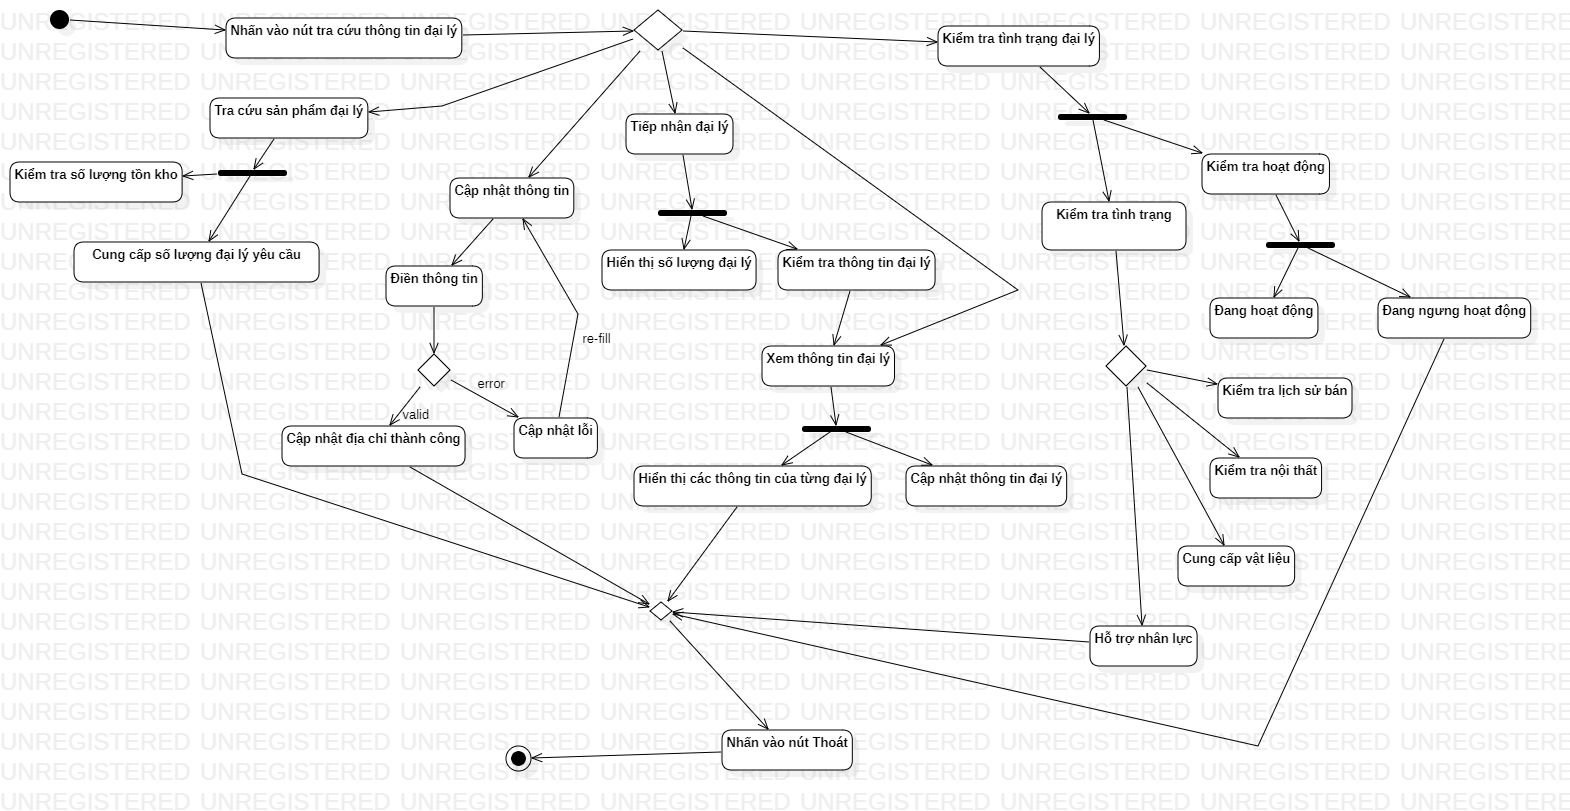 Nhấn vào nút tra cứu thông tin đại lý
Kiểm tra tình trạng đại lý
Tra cứu sản phẩm đại lý
Tiếp nhận đại lý
Kiểm tra hoạt động
Kiểm tra số lượng tồn kho
Cập nhật thông tin
Kiểm tra tình trạng
Cung cấp số lượng đại lý yêu cầu
Hiển thị số lượng đại lý
Kiểm tra thông tin đại lý
Điền thông tin
Đang hoạt động
Đang ngưng hoạt động
re-fill
Xem thông tin đại lý
error
Kiểm tra lịch sử bán
valid
Cập nhật địa chỉ thành công
Cập nhật lỗi
Hiển thị các thông tin của từng đại lý
Cập nhật thông tin đại lý
Kiểm tra nội thất
Cung cấp vật liệu
Hỗ trợ nhân lực
Nhấn vào nút Thoát
UNREGISTERED